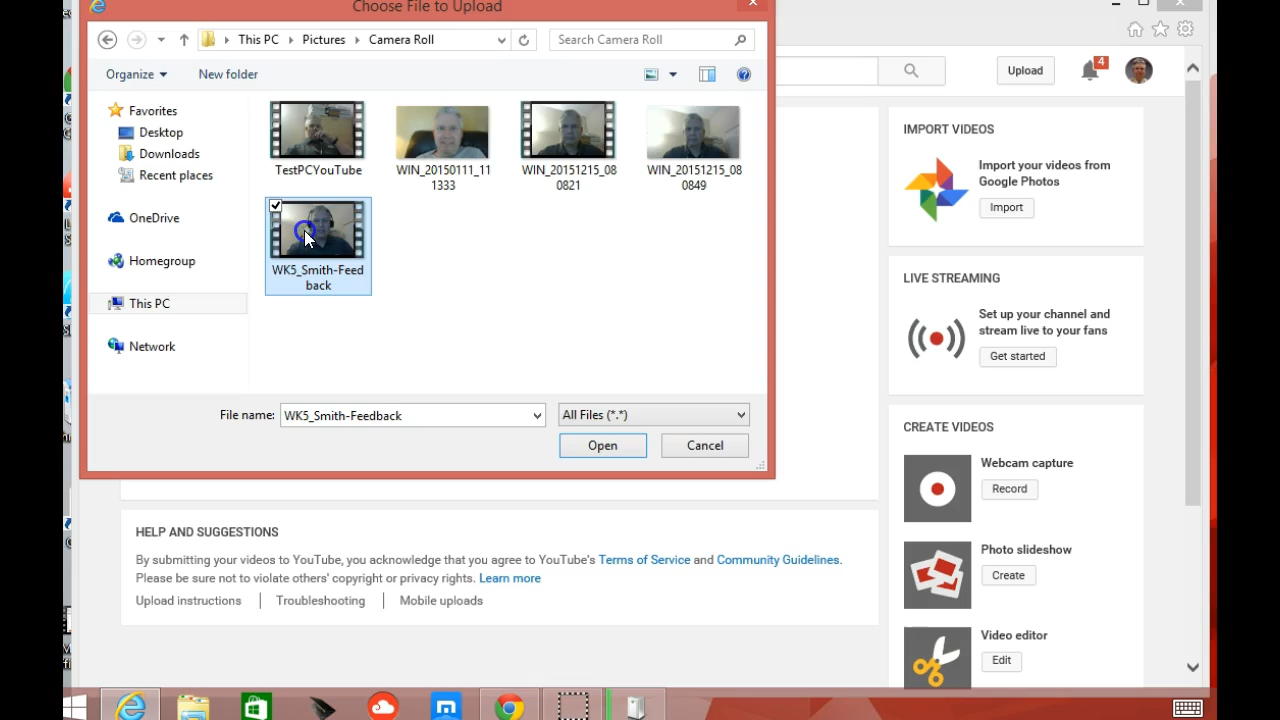 Choose File to Upload
This PC
Pictures
Camera Roll
Search Camera Roll
Organize
New folder
Favorites
Desktop
Downloads
Recent places
OneDrive
Homegroup
This PC
Network
TestPCYouTube
WIN_20150111_11
1333
WIN_20151215_08
0821
WIN_20151215_08
0849
WK5_Smith-Feed
back
File name:
WK5_Smith-Feedback
All Files (*.*)
Open
Cancel
Upload
4
IMPORT VIDEOS
Import your videos from
Google Photos
Import
LIVE STREAMING
Set up your channel and
stream live to your fans
Get started
CREATE VIDEOS
Webcam capture
Record
Photo slideshow
Create
Video editor
Edit
HELP AND SUGGESTIONS
By submitting your videos to YouTube, you acknowledge that you agree to YouTube's Terms of Service and Community Guidelines.
Please be sure not to violate others' copyright or privacy rights. Learn more
Upload instructions
Troubleshooting
Mobile uploads